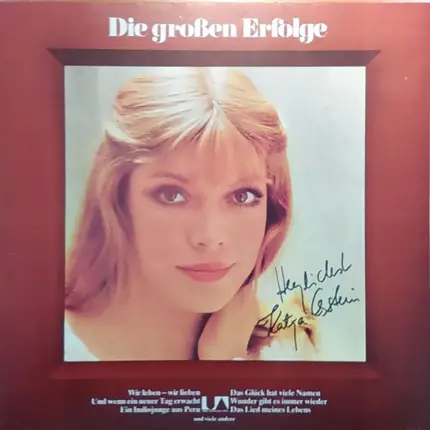 Die großen Erfolge
Herzlichst
Katja Ebstein
Wir leben – wir lieben
Und wenn ein neuer Tag erwacht
Ein Indiojunge aus Peru
Das Glück hat viele Namen
Wunder gibt es immer wieder
Das Lied meines Lebens
und viele andere